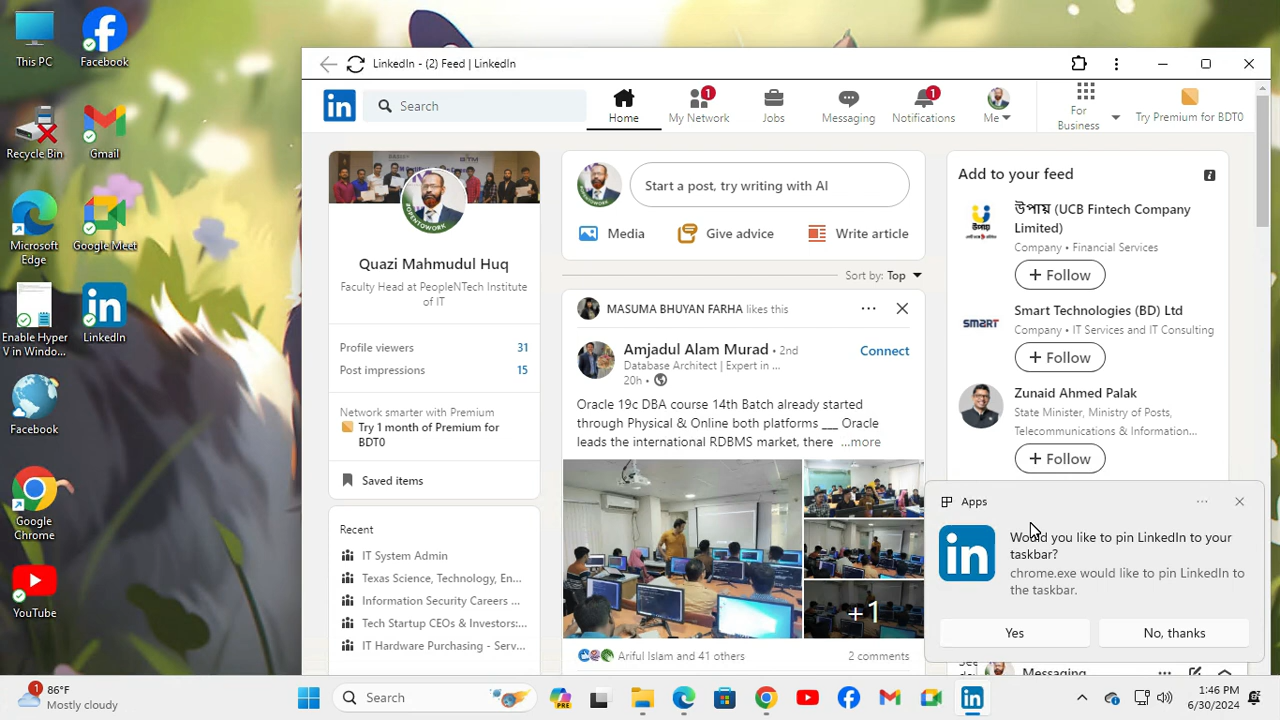 This PC
Facebook
Recycle Bin
Gmail
Microsoft
Edge
Google Meet
Enable Hyper
V in Windo...
LinkedIn
Facebook
Google
Chrome
YouTube
LinkedIn - (2) Feed | LinkedIn
in
Search
Home
1
My Network
Jobs
Messaging
1
Notifications
Me
For
Business
Try Premium for BDT0
#OPENTOWORK
Quazi Mahmudul Huq
Faculty Head at PeopleNTech Institute
of IT
Profile viewers 31
Post impressions 15
Network smarter with Premium
Try 1 month of Premium for
BDT0
Saved items
Recent
IT System Admin
Texas Science, Technology, En...
Information Security Careers ...
Tech Startup CEOs & Investors:...
IT Hardware Purchasing - Serv...
Start a post, try writing with AI
Media
Give advice
Write article
Sort by: Top
MASUMA BHUYAN FARHA likes this
Amjadul Alam Murad • 2nd
Database Architect | Expert in ...
20h •
Connect
Oracle 19c DBA course 14th Batch already started
through Physical & Online both platforms ___ Oracle
leads the international RDBMS market, there ...more
+1
Ariful Islam and 41 others
2 comments
Add to your feed
উপায় (UCB Fintech Company
Limited)
Company • Financial Services
+ Follow
SMART
Smart Technologies (BD) Ltd
Company • IT Services and IT Consulting
+ Follow
Zunaid Ahmed Palak
State Minister, Ministry of Posts,
Telecommunications & Information...
+ Follow
Apps
in
Would you like to pin LinkedIn to your
taskbar?
chrome.exe would like to pin LinkedIn to
the taskbar.
Yes
No, thanks
Messaging
1
86°F
Mostly cloudy
Search
PRE
1:46 PM
6/30/2024